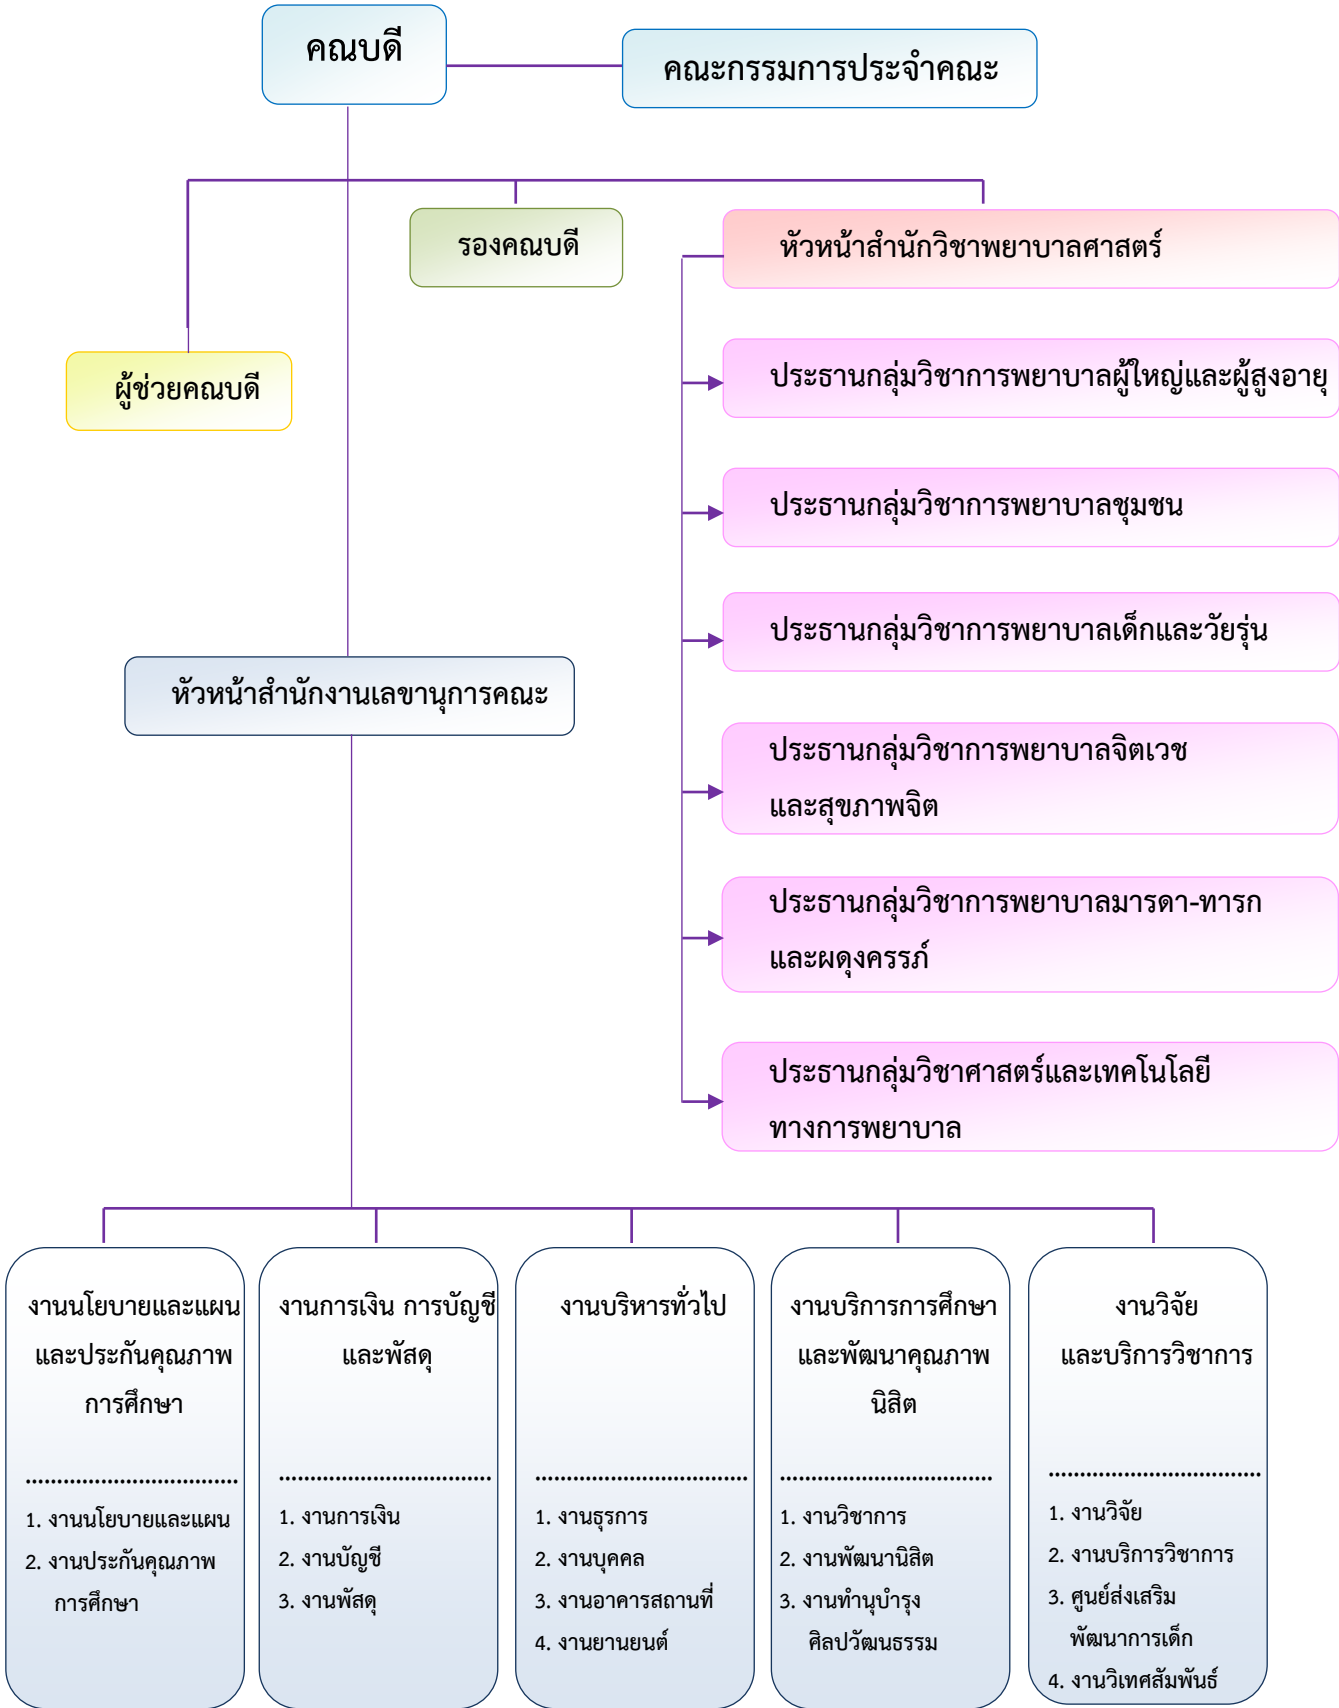 คณบดี
คณะกรรมการประจำคณะ
รองคณบดี
หัวหน้าสำนักวิชาพยาบาลศาสตร์
ผู้ช่วยคณบดี
ประธานกลุ่มวิชาการพยาบาลผู้ใหญ่และผู้สูงอายุ
ประธานกลุ่มวิชาการพยาบาลชุมชน
ประธานกลุ่มวิชาการพยาบาลเด็กและวัยรุ่น
หัวหน้าสำนักงานเลขานุการคณะ
ประธานกลุ่มวิชาการพยาบาลจิตเวช
และสุขภาพจิต
ประธานกลุ่มวิชาการพยาบาลมารดา-ทารก
และผดุงครรภ์
ประธานกลุ่มวิชาศาสตร์และเทคโนโลยี
ทางการพยาบาล
งานนโยบายและแผน
และประกันคุณภาพ
การศึกษา
..................................
1. งานนโยบายและแผน
2. งานประกันคุณภาพ
การศึกษา
งานการเงิน การบัญชี
และพัสดุ
..................................
1. งานการเงิน
2. งานบัญชี
3. งานพัสดุ
งานบริหารทั่วไป
..................................
1. งานธุรการ
2. งานบุคคล
3. งานอาคารสถานที่
4. งานยานยนต์
งานบริการการศึกษา
และพัฒนาคุณภาพ
นิสิต
..................................
1. งานวิชาการ
2. งานพัฒนานิสิต
3. งานทำนุบำรุง
ศิลปวัฒนธรรม
งานวิจัย
และบริการวิชาการ
..................................
1. งานวิจัย
2. งานบริการวิชาการ
3. ศูนย์ส่งเสริม
พัฒนาการเด็ก
4. งานวิเทศสัมพันธ์